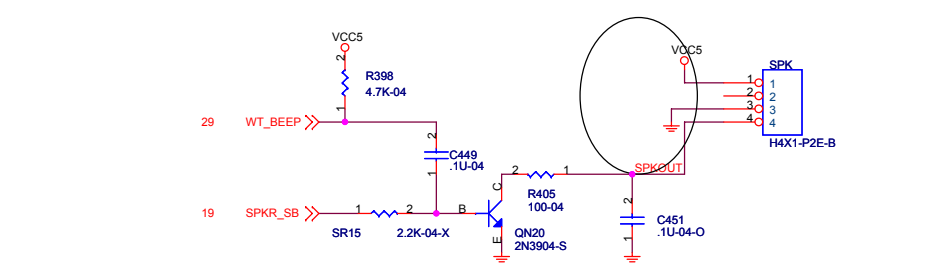 VCC5
2
R398
4.7K-04
1
29 WT_BEEP
2
C449
.1U-04
1
19 SPKR_SB
1 2
SR15 2.2K-04-X
B
C
E
QN20
2N3904-S
2 1
R405
100-04
SPKOUT
2
C451
.1U-04-O
1
VCC5
SPK
1 1
2 2
3 3
4 4
H4X1-P2E-B